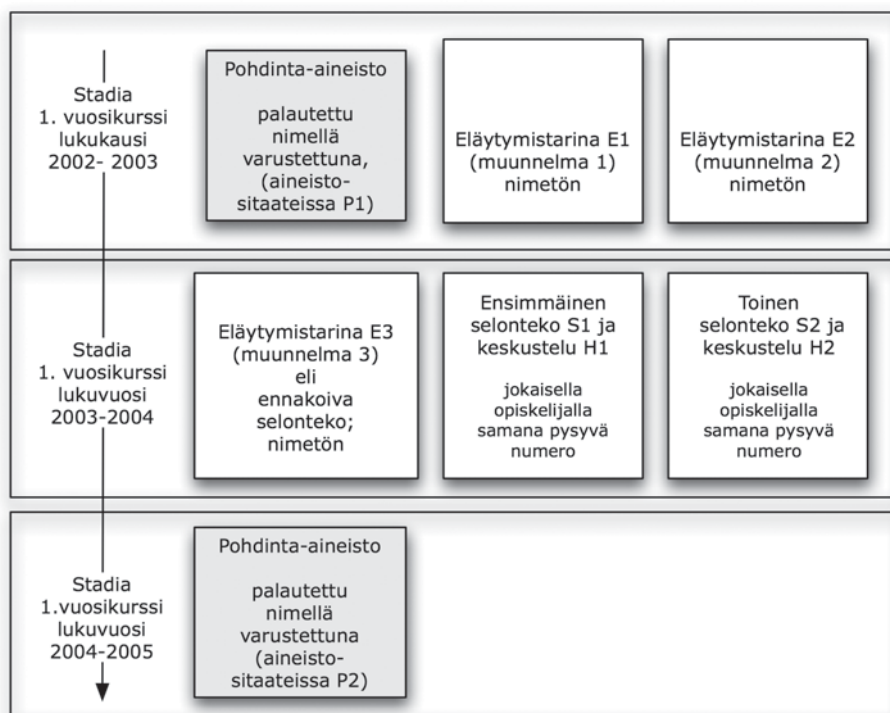 Stadia
1. vuosikurssi
lukukausi
2002- 2003
Pohdinta-aineisto
palautettu
nimellä
varustettuna,
(aineisto-
sitaateissa P1)
Eläytymistarina E1
(muunnelma 1)
nimetön
Eläytymistarina E2
(muunnelma 2)
nimetön
Stadia
1. vuosikurssi
lukuvuosi
2003-2004
Eläytymistarina E3
(muunnelma 3)
eli
ennakoiva
selonteko;
nimetön
Ensimmäinen
selonteko S1 ja
keskustelu H1
jokaisella
opiskelijalla
samana pysyvä
numero
Toinen
selonteko S2 ja
keskustelu H2
jokaisella
opiskelijalla
samana pysyvä
numero
Stadia
1.vuosikurssi
lukuvuosi
2004-2005
Pohdinta-aineisto
palautettu
nimellä
varustettuna
(aineisto-
sitaateissa P2)